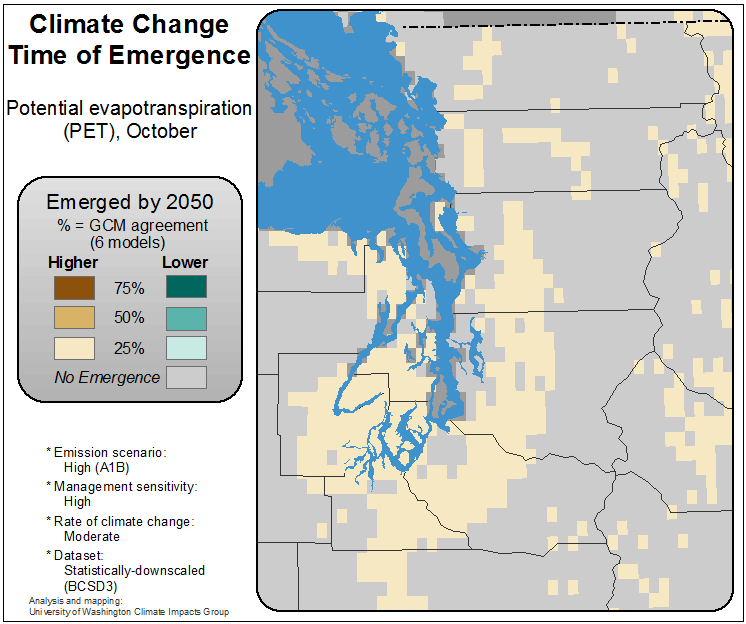 Climate Change
Time of Emergence
Potential evapotranspiration
(PET), October
Emerged by 2050
% = GCM agreement
(6 models)
Higher Lower
75%
50%
25%
No Emergence
* Emission scenario:
High (A1B)
* Management sensitivity:
High
* Rate of climate change:
Moderate
* Dataset:
Statistically-downscaled
(BCSD3)
Analysis and mapping:
University of Washington Climate Impacts Group